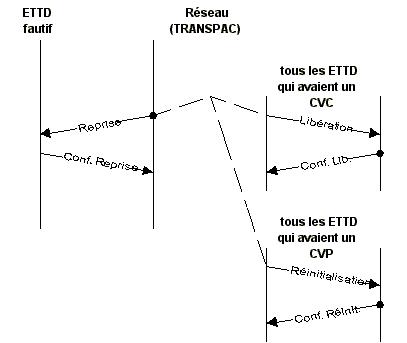 ETTD
fautif
Réseau
(TRANSPAC)
tous les ETTD
qui avaient un
CVC
Reprise
Libération
Conf. Reprise
Conf. Lib.
tous les ETTD
qui avaient un
CVP
Réinitialisation
Conf. Réinit.